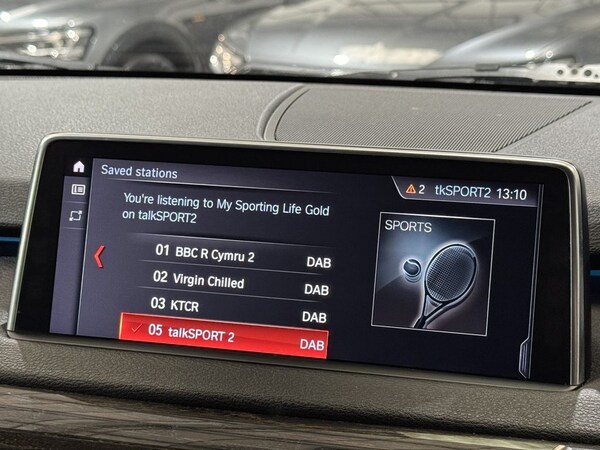 Saved stations
2 tkSPORT2 13:10
You're listening to My Sporting Life Gold
on talkSPORT2
SPORTS
01 BBC R Cymru 2 DAB
02 Virgin Chilled DAB
03 KTCR DAB
05 talkSPORT 2 DAB